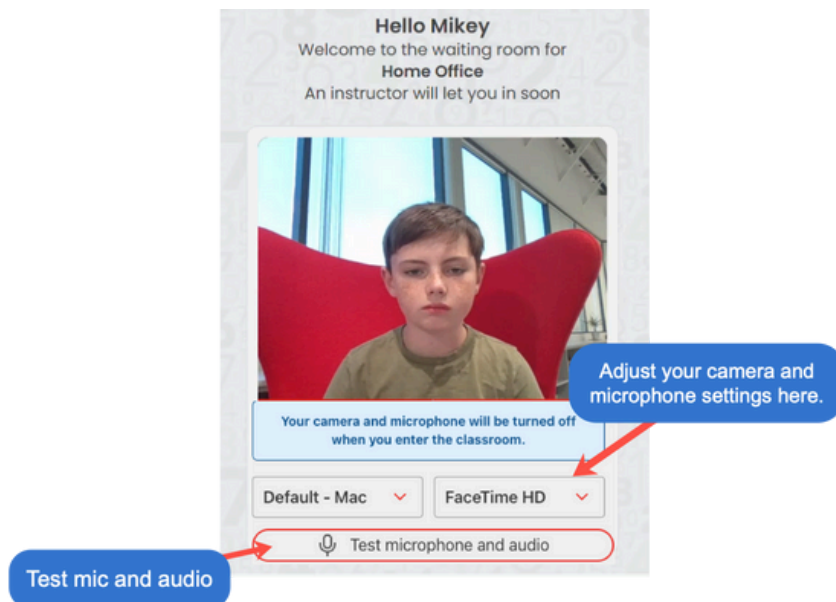 Hello Mikey
Welcome to the waiting room for
Home Office
An instructor will let you in soon
Adjust your camera and
microphone settings here.
Your camera and microphone will be turned off
when you enter the classroom.
Default - Mac
FaceTime HD
Test microphone and audio
Test mic and audio